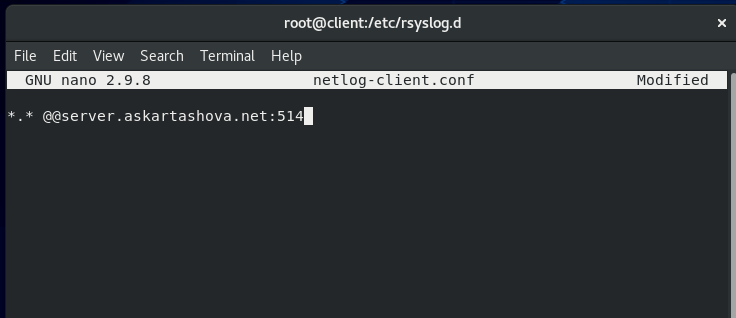 root@client:/etc/rsyslog.d ×
File Edit View Search Terminal Help
GNU nano 2.9.8 netlog-client.conf Modified
*.* @@server.askartashova.net:514